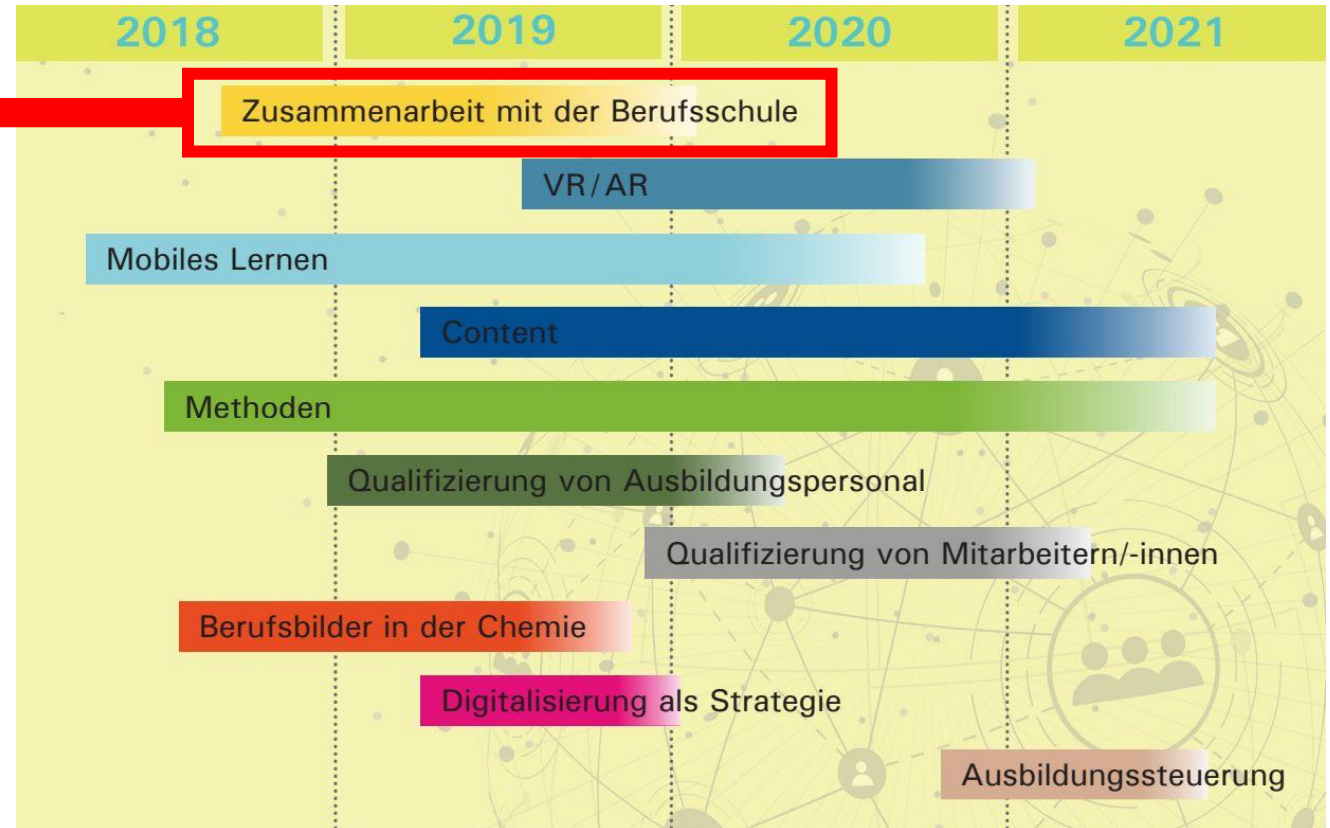 2018 2019 2020 2021
Zusammenarbeit mit der Berufsschule
VR/AR
Mobiles Lernen
Content
Methoden
Qualifizierung von Ausbildungspersonal
Qualifizierung von Mitarbeitern/-innen
Berufsbilder in der Chemie
Digitalisierung als Strategie
Ausbildungssteuerung